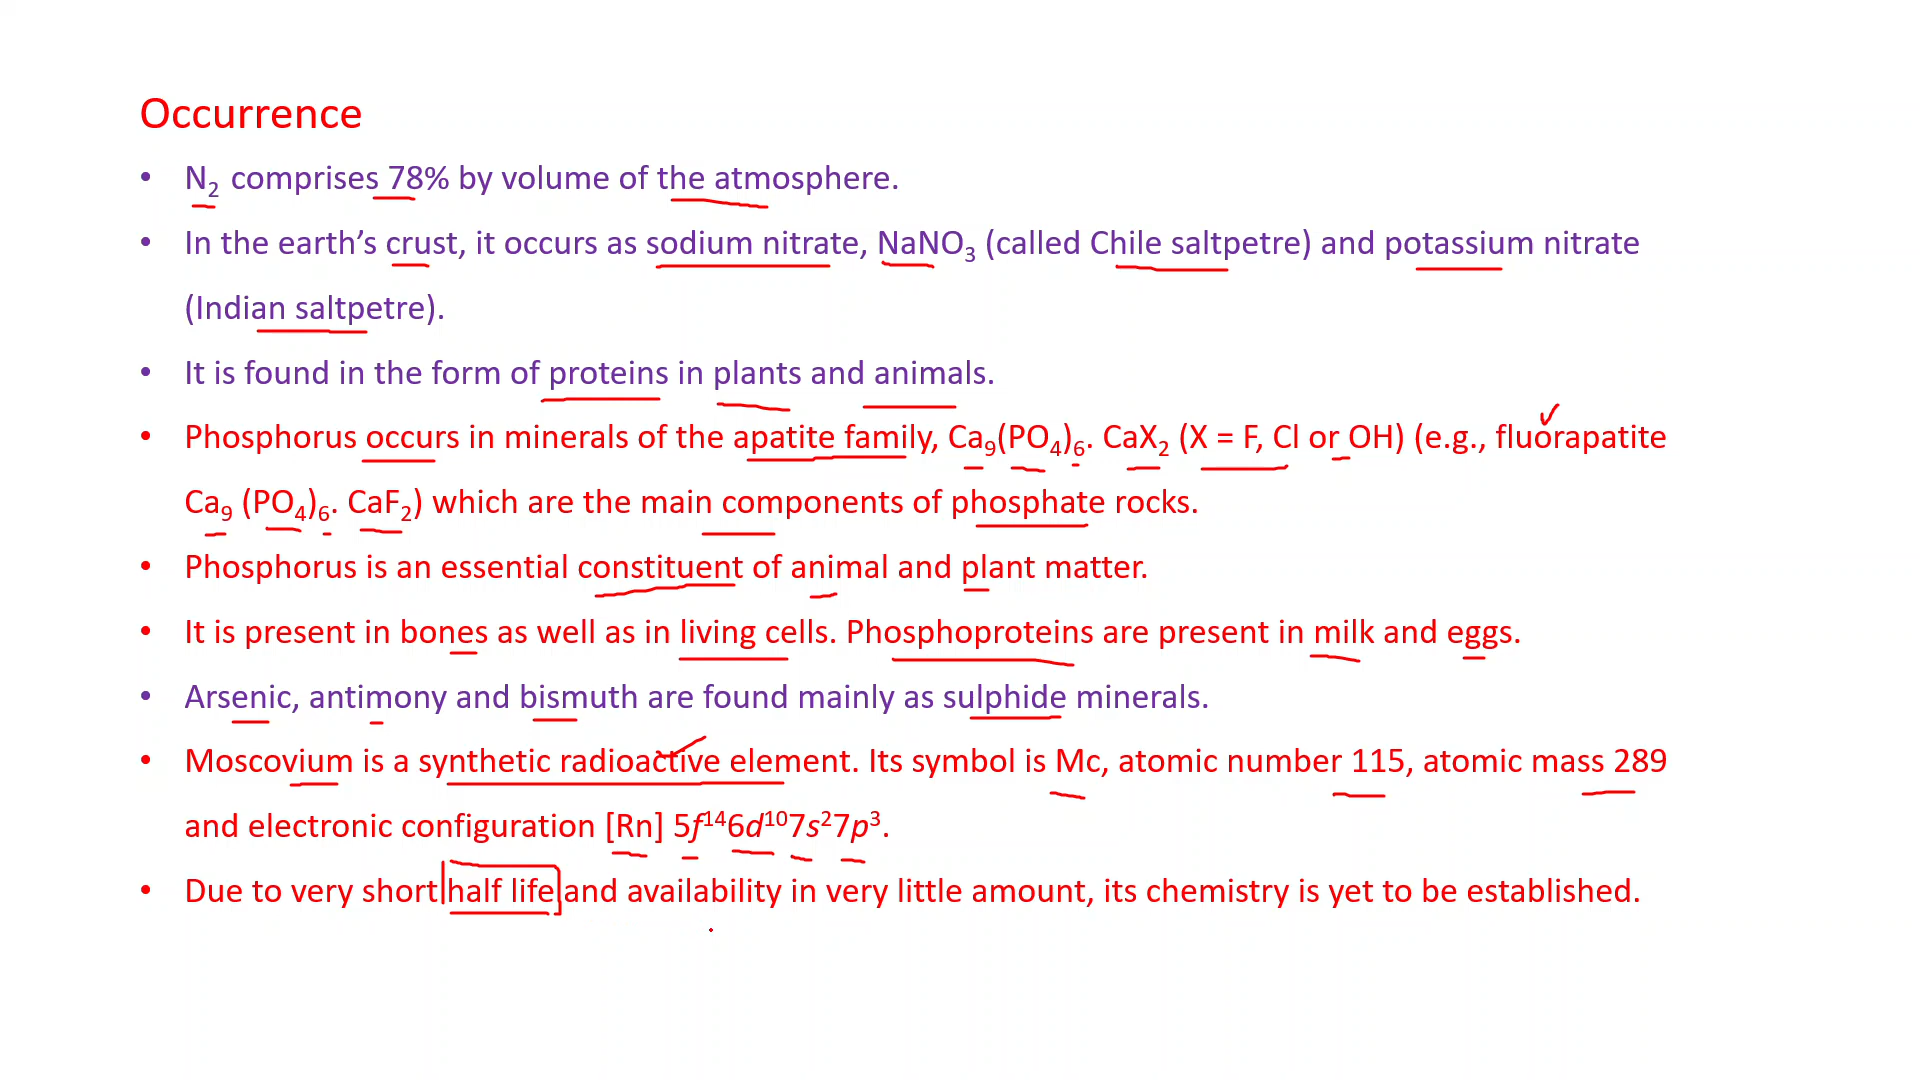 Occurrence
• N₂ comprises 78% by volume of the atmosphere.
• In the earth’s crust, it occurs as sodium nitrate, NaNO₃ (called Chile saltpetre) and potassium nitrate
(Indian saltpetre).
• It is found in the form of proteins in plants and animals.
• Phosphorus occurs in minerals of the apatite family, Ca₉(PO₄)₆. CaX₂ (X = F, Cl or OH) (e.g., fluorapatite
Ca₉ (PO₄)₆. CaF₂) which are the main components of phosphate rocks.
• Phosphorus is an essential constituent of animal and plant matter.
• It is present in bones as well as in living cells. Phosphoproteins are present in milk and eggs.
• Arsenic, antimony and bismuth are found mainly as sulphide minerals.
• Moscovium is a synthetic radioactive element. Its symbol is Mc, atomic number 115, atomic mass 289
and electronic configuration [Rn] 5f¹⁴6d¹⁰7s²7p³.
• Due to very short half life and availability in very little amount, its chemistry is yet to be established.